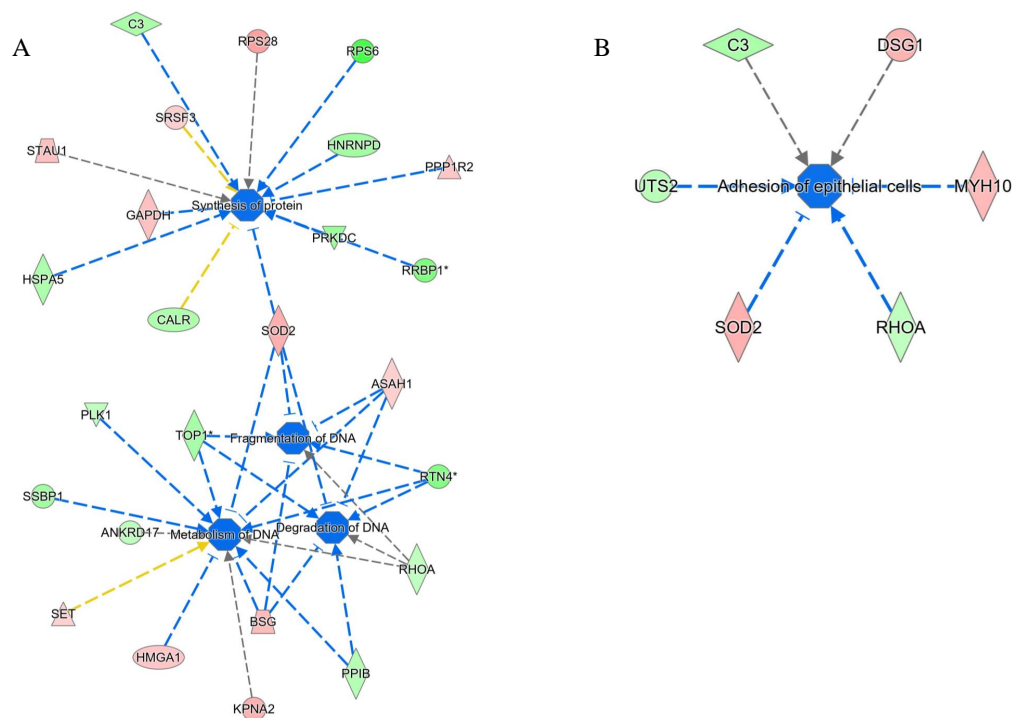 A
C3
RPS28
RPS6
SRSF3
HNRNPD
STAU1
PPP1R2
GAPDH
Synthesis of protein
PRKDC
RRBP1*
HSPA5
CALR
SOD2
ASAH1
PLK1
TOP1*
Fragmentation of DNA
RTN4*
SSBP1
ANKRD17
Metabolism of DNA
Degradation of DNA
RHOA
SET
BSG
HMGA1
PPIB
KPNA2
B
C3
DSG1
UTS2
Adhesion of epithelial cells
MYH10
SOD2
RHOA